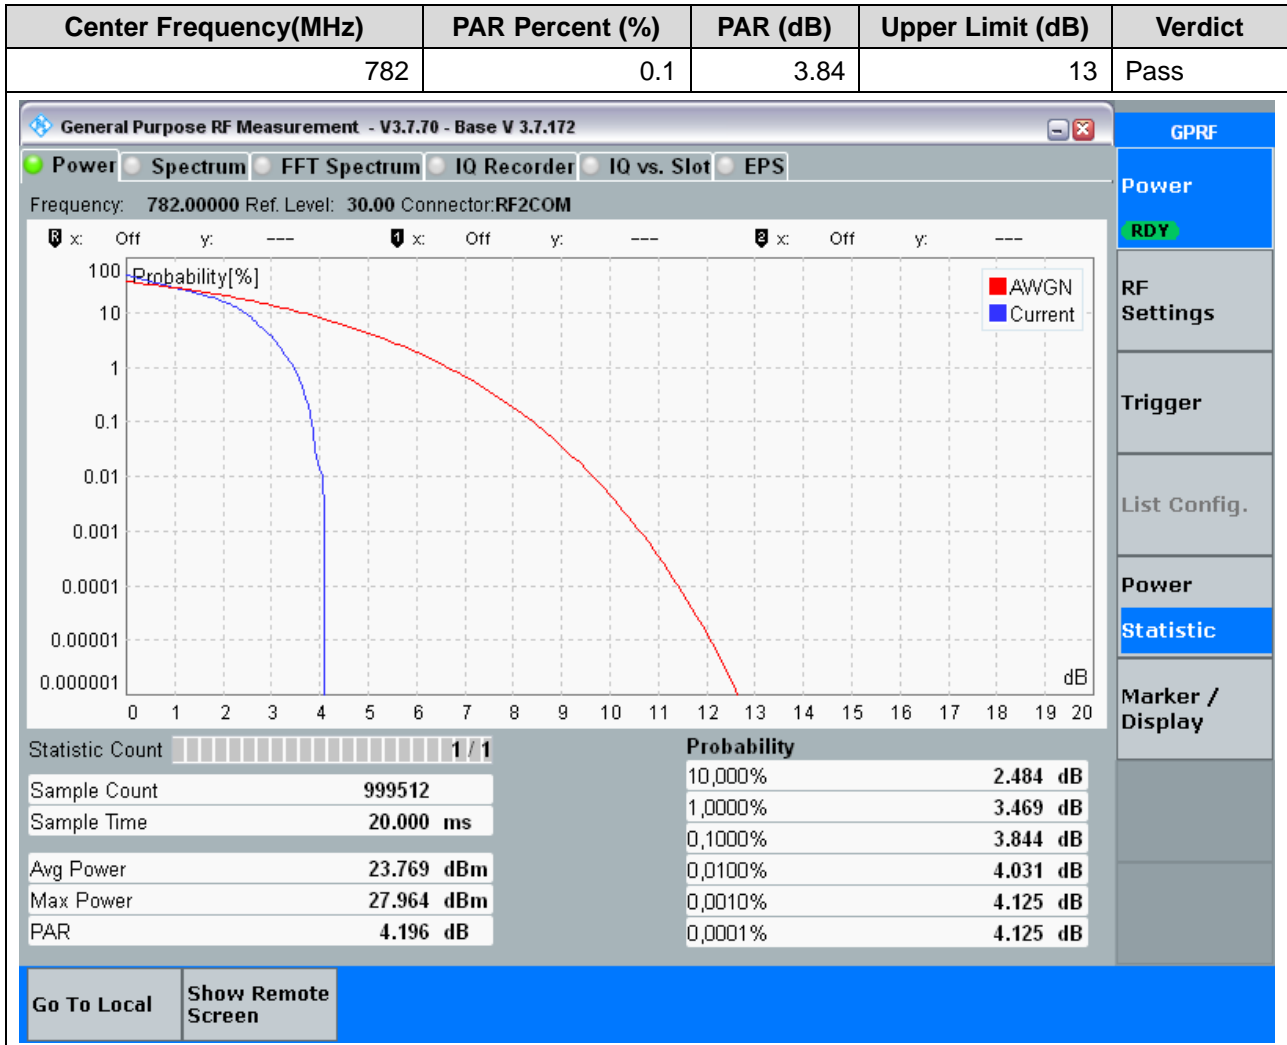 Center Frequency(MHz) PAR Percent (%) PAR (dB) Upper Limit (dB) Verdict
782 0.1 3.84 13 Pass
General Purpose RF Measurement - V3.7.70 - Base V 3.7.172
GPRF
Power Spectrum FFT Spectrum IQ Recorder IQ vs. Slot EPS
Frequency: 782.00000 Ref. Level: 30.00 Connector:RF2COM
R x: Off y: --- 1 x: Off y: --- 2 x: Off y: ---
Probability[%]
AWGN
Current
100
10
1
0.1
0.01
0.001
0.0001
0.00001
0.000001
dB
0 1 2 3 4 5 6 7 8 9 10 11 12 13 14 15 16 17 18 19 20
Statistic Count 1 / 1
Sample Count 999512
Sample Time 20.000 ms
Avg Power 23.769 dBm
Max Power 27.964 dBm
PAR 4.196 dB
Probability
10,000% 2.484 dB
1,0000% 3.469 dB
0,1000% 3.844 dB
0,0100% 4.031 dB
0,0010% 4.125 dB
0,0001% 4.125 dB
Power
RDY
RF
Settings
Trigger
List Config.
Power
Statistic
Marker /
Display
Go To Local
Show Remote
Screen